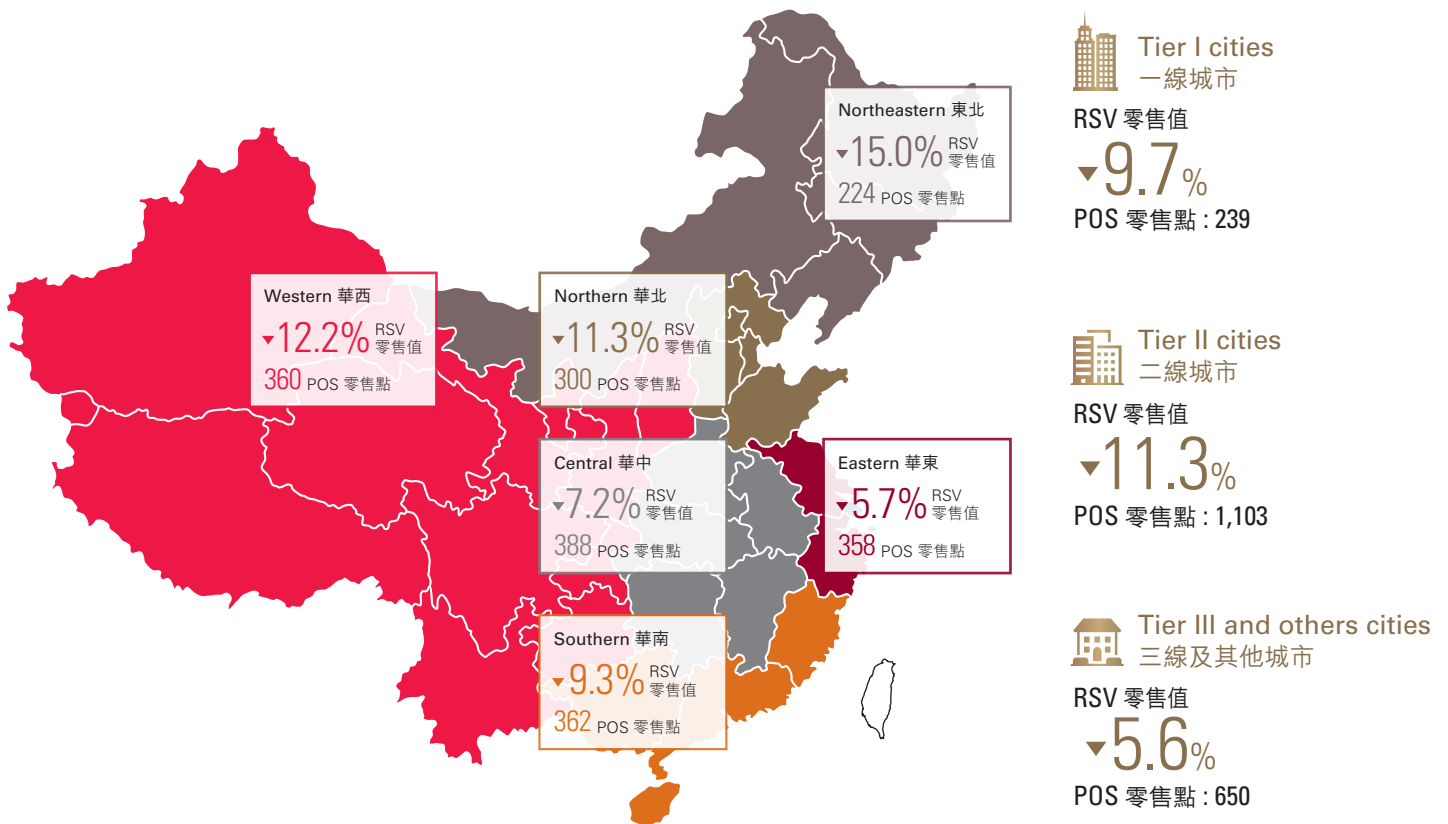 Northeastern 東北
▼15.0% RSV 零售值
224 POS 零售點
Western 華西
▼12.2% RSV 零售值
360 POS 零售點
Northern 華北
▼11.3% RSV 零售值
300 POS 零售點
Central 華中
▼7.2% RSV 零售值
388 POS 零售點
Eastern 華東
▼5.7% RSV 零售值
358 POS 零售點
Southern 華南
▼9.3% RSV 零售值
362 POS 零售點
Tier I cities
一線城市
RSV 零售值
▼9.7%
POS 零售點 : 239
Tier II cities
二線城市
RSV 零售值
▼11.3%
POS 零售點 : 1,103
Tier III and others cities
三線及其他城市
RSV 零售值
▼5.6%
POS 零售點 : 650